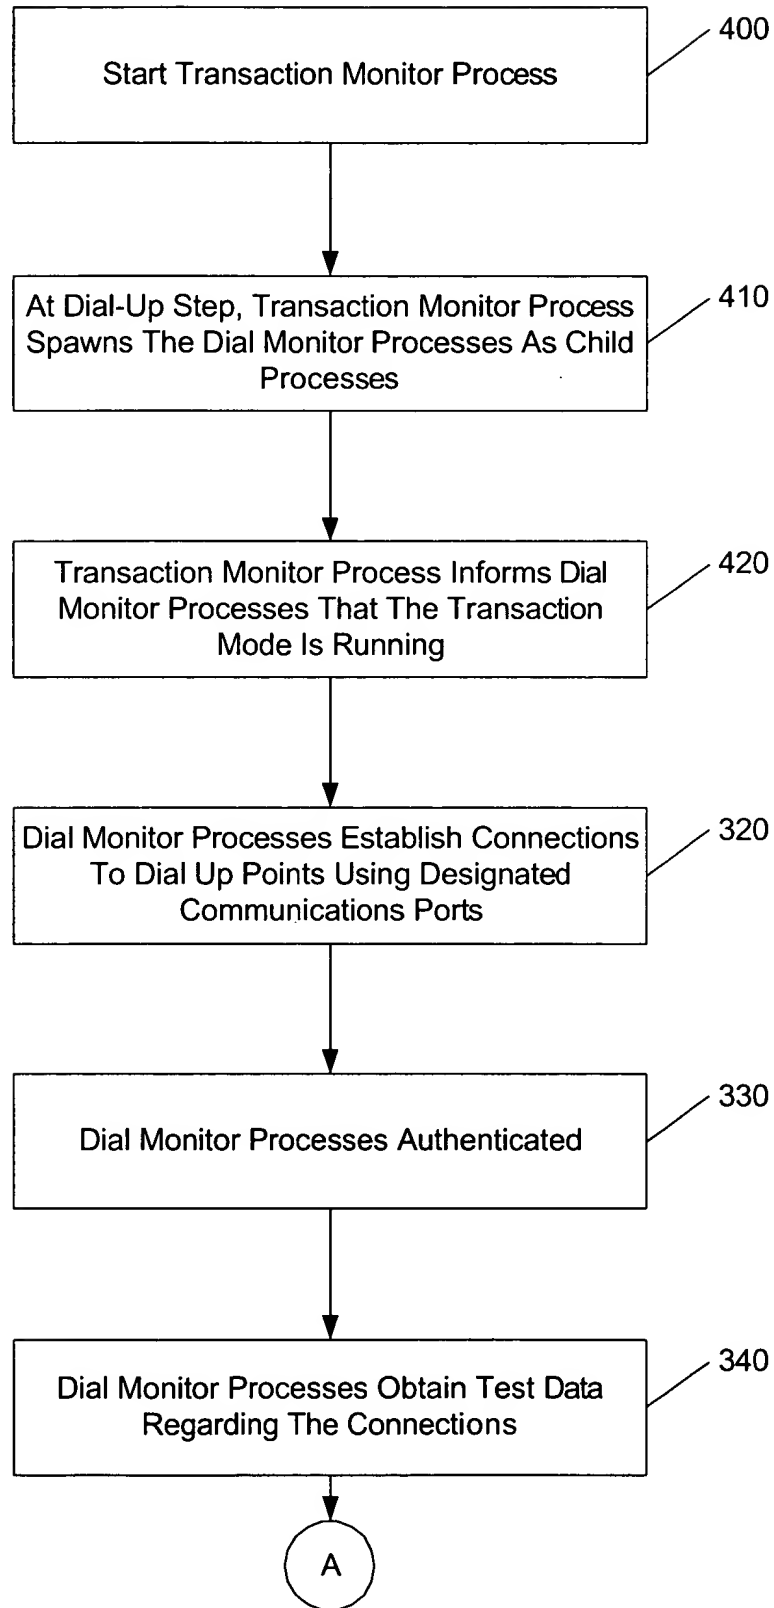 400
Start Transaction Monitor Process
410
At Dial-Up Step, Transaction Monitor Process
Spawns The Dial Monitor Processes As Child
Processes
420
Transaction Monitor Process Informs Dial
Monitor Processes That The Transaction
Mode Is Running
320
Dial Monitor Processes Establish Connections
To Dial Up Points Using Designated
Communications Ports
330
Dial Monitor Processes Authenticated
340
Dial Monitor Processes Obtain Test Data
Regarding The Connections
A